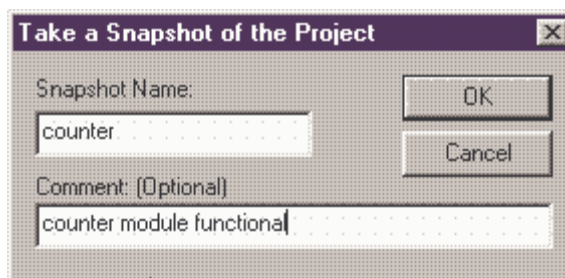 Take a Snapshot of the Project
Snapshot Name:
OK
counter
Cancel
Comment: (Optional)
counter module functional